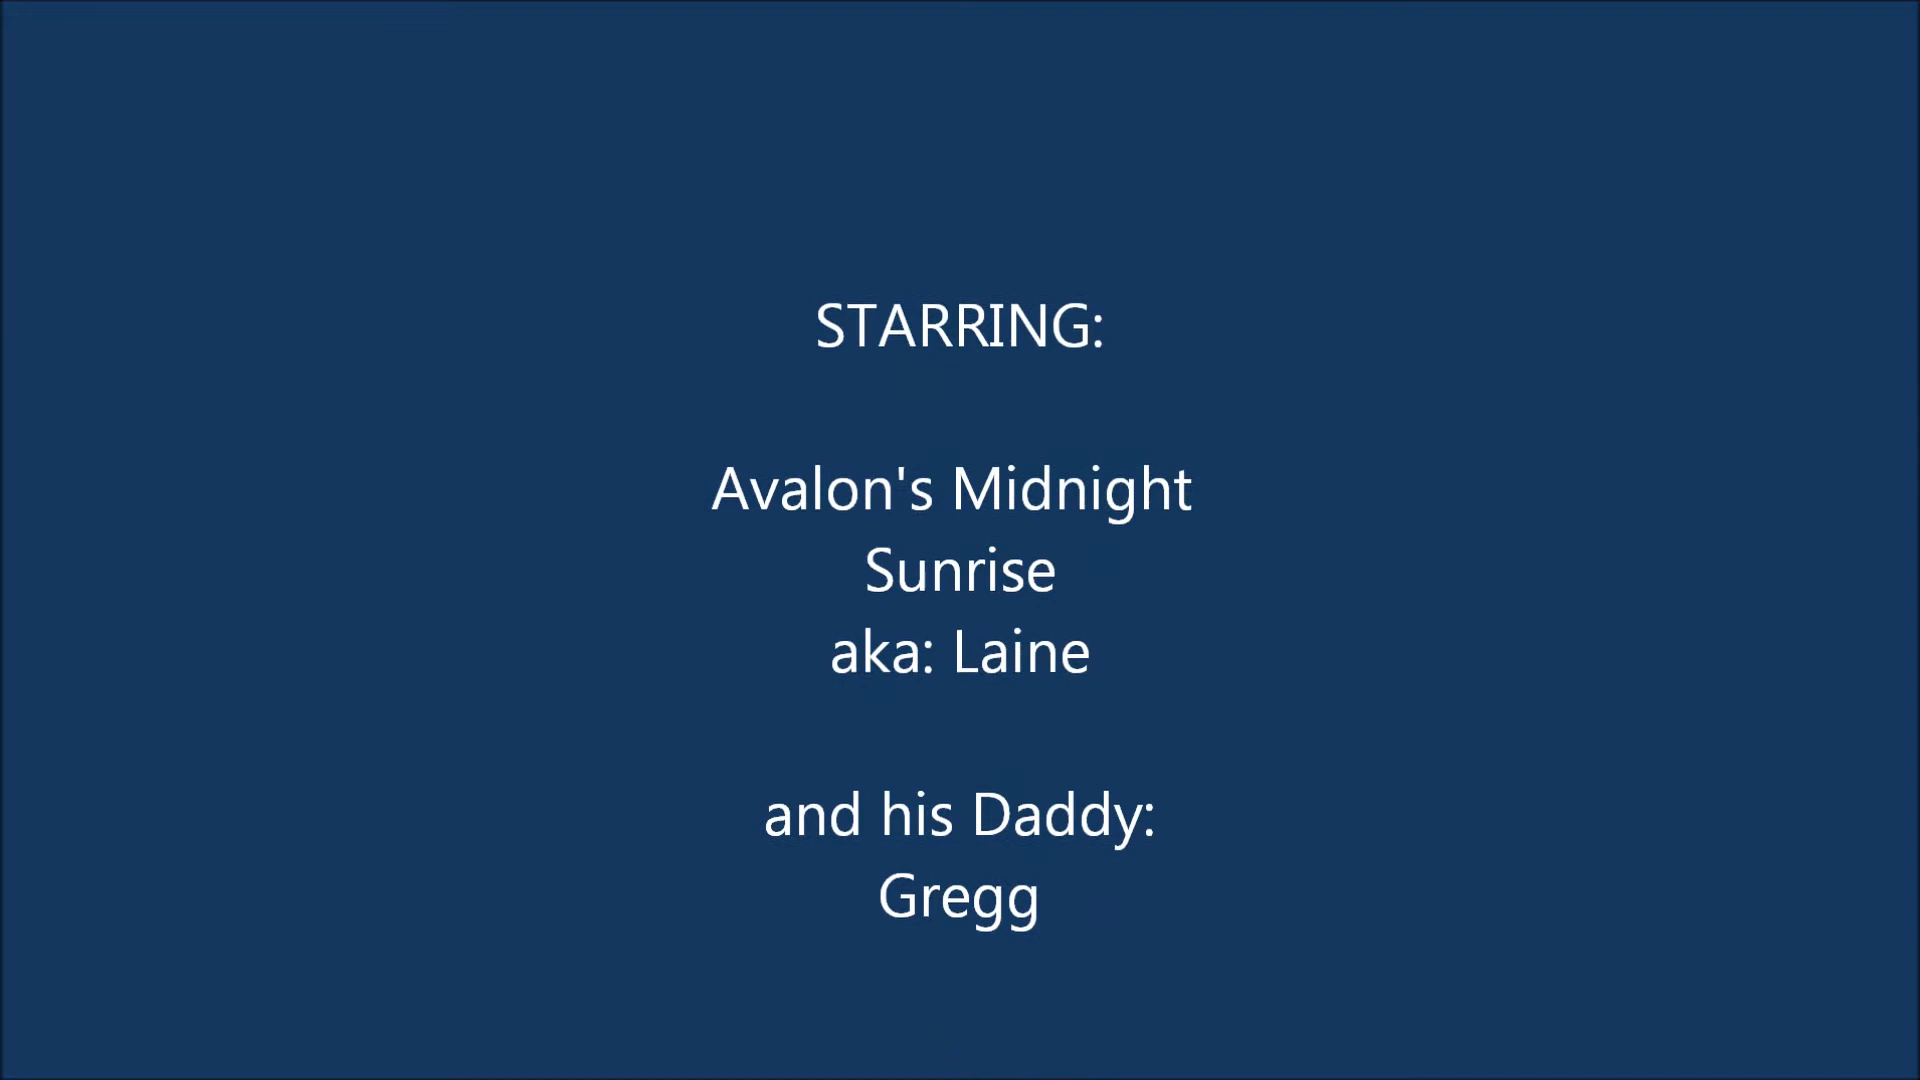 STARRING:
Avalon's Midnight
Sunrise
aka: Laine
and his Daddy:
Gregg